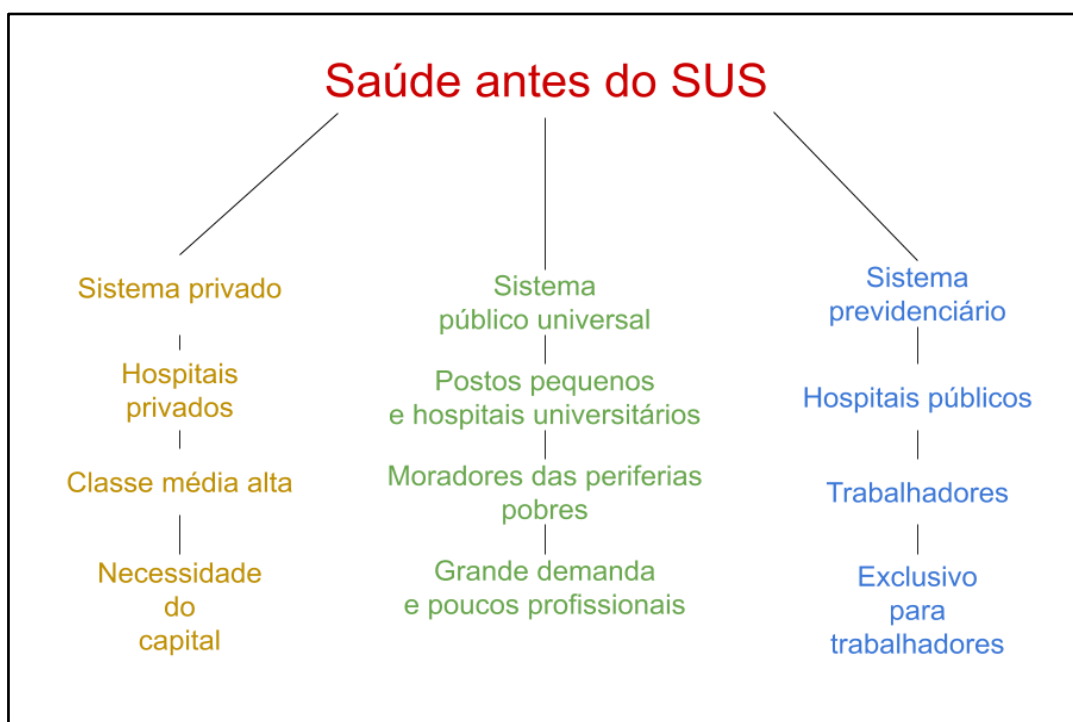 Saúde antes do SUS
Sistema privado
Hospitais
privados
Classe média alta
Necessidade
do
capital
Sistema
público universal
Postos pequenos
e hospitais universitários
Moradores das periferias
pobres
Grande demanda
e poucos profissionais
Sistema
previdenciário
Hospitais públicos
Trabalhadores
Exclusivo
para
trabalhadores